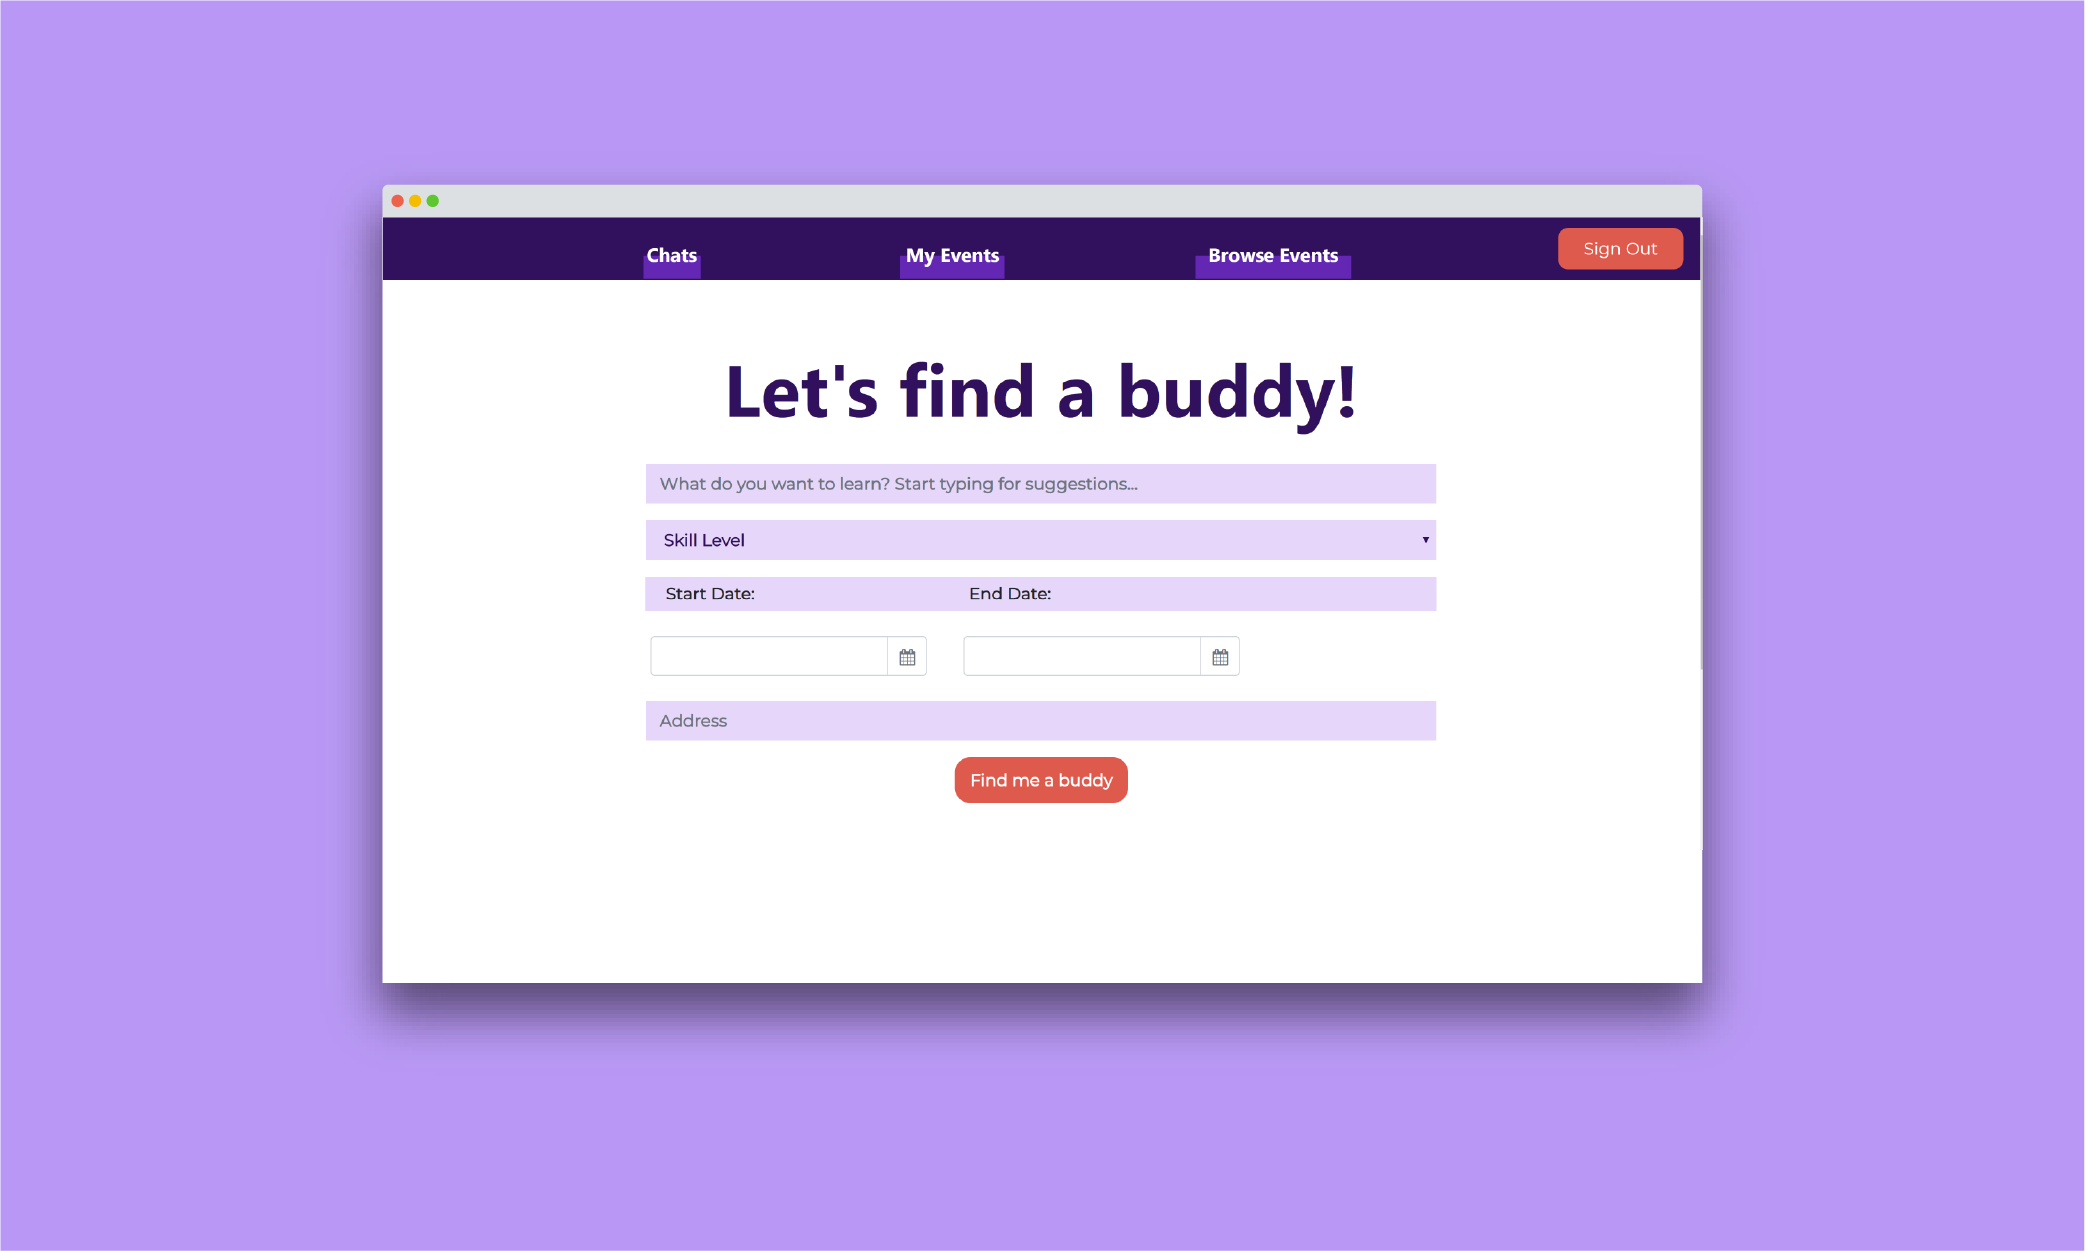 Chats My Events Browse Events Sign Out
Let's find a buddy!
What do you want to learn? Start typing for suggestions...
Skill Level
Start Date: End Date:
Address
Find me a buddy